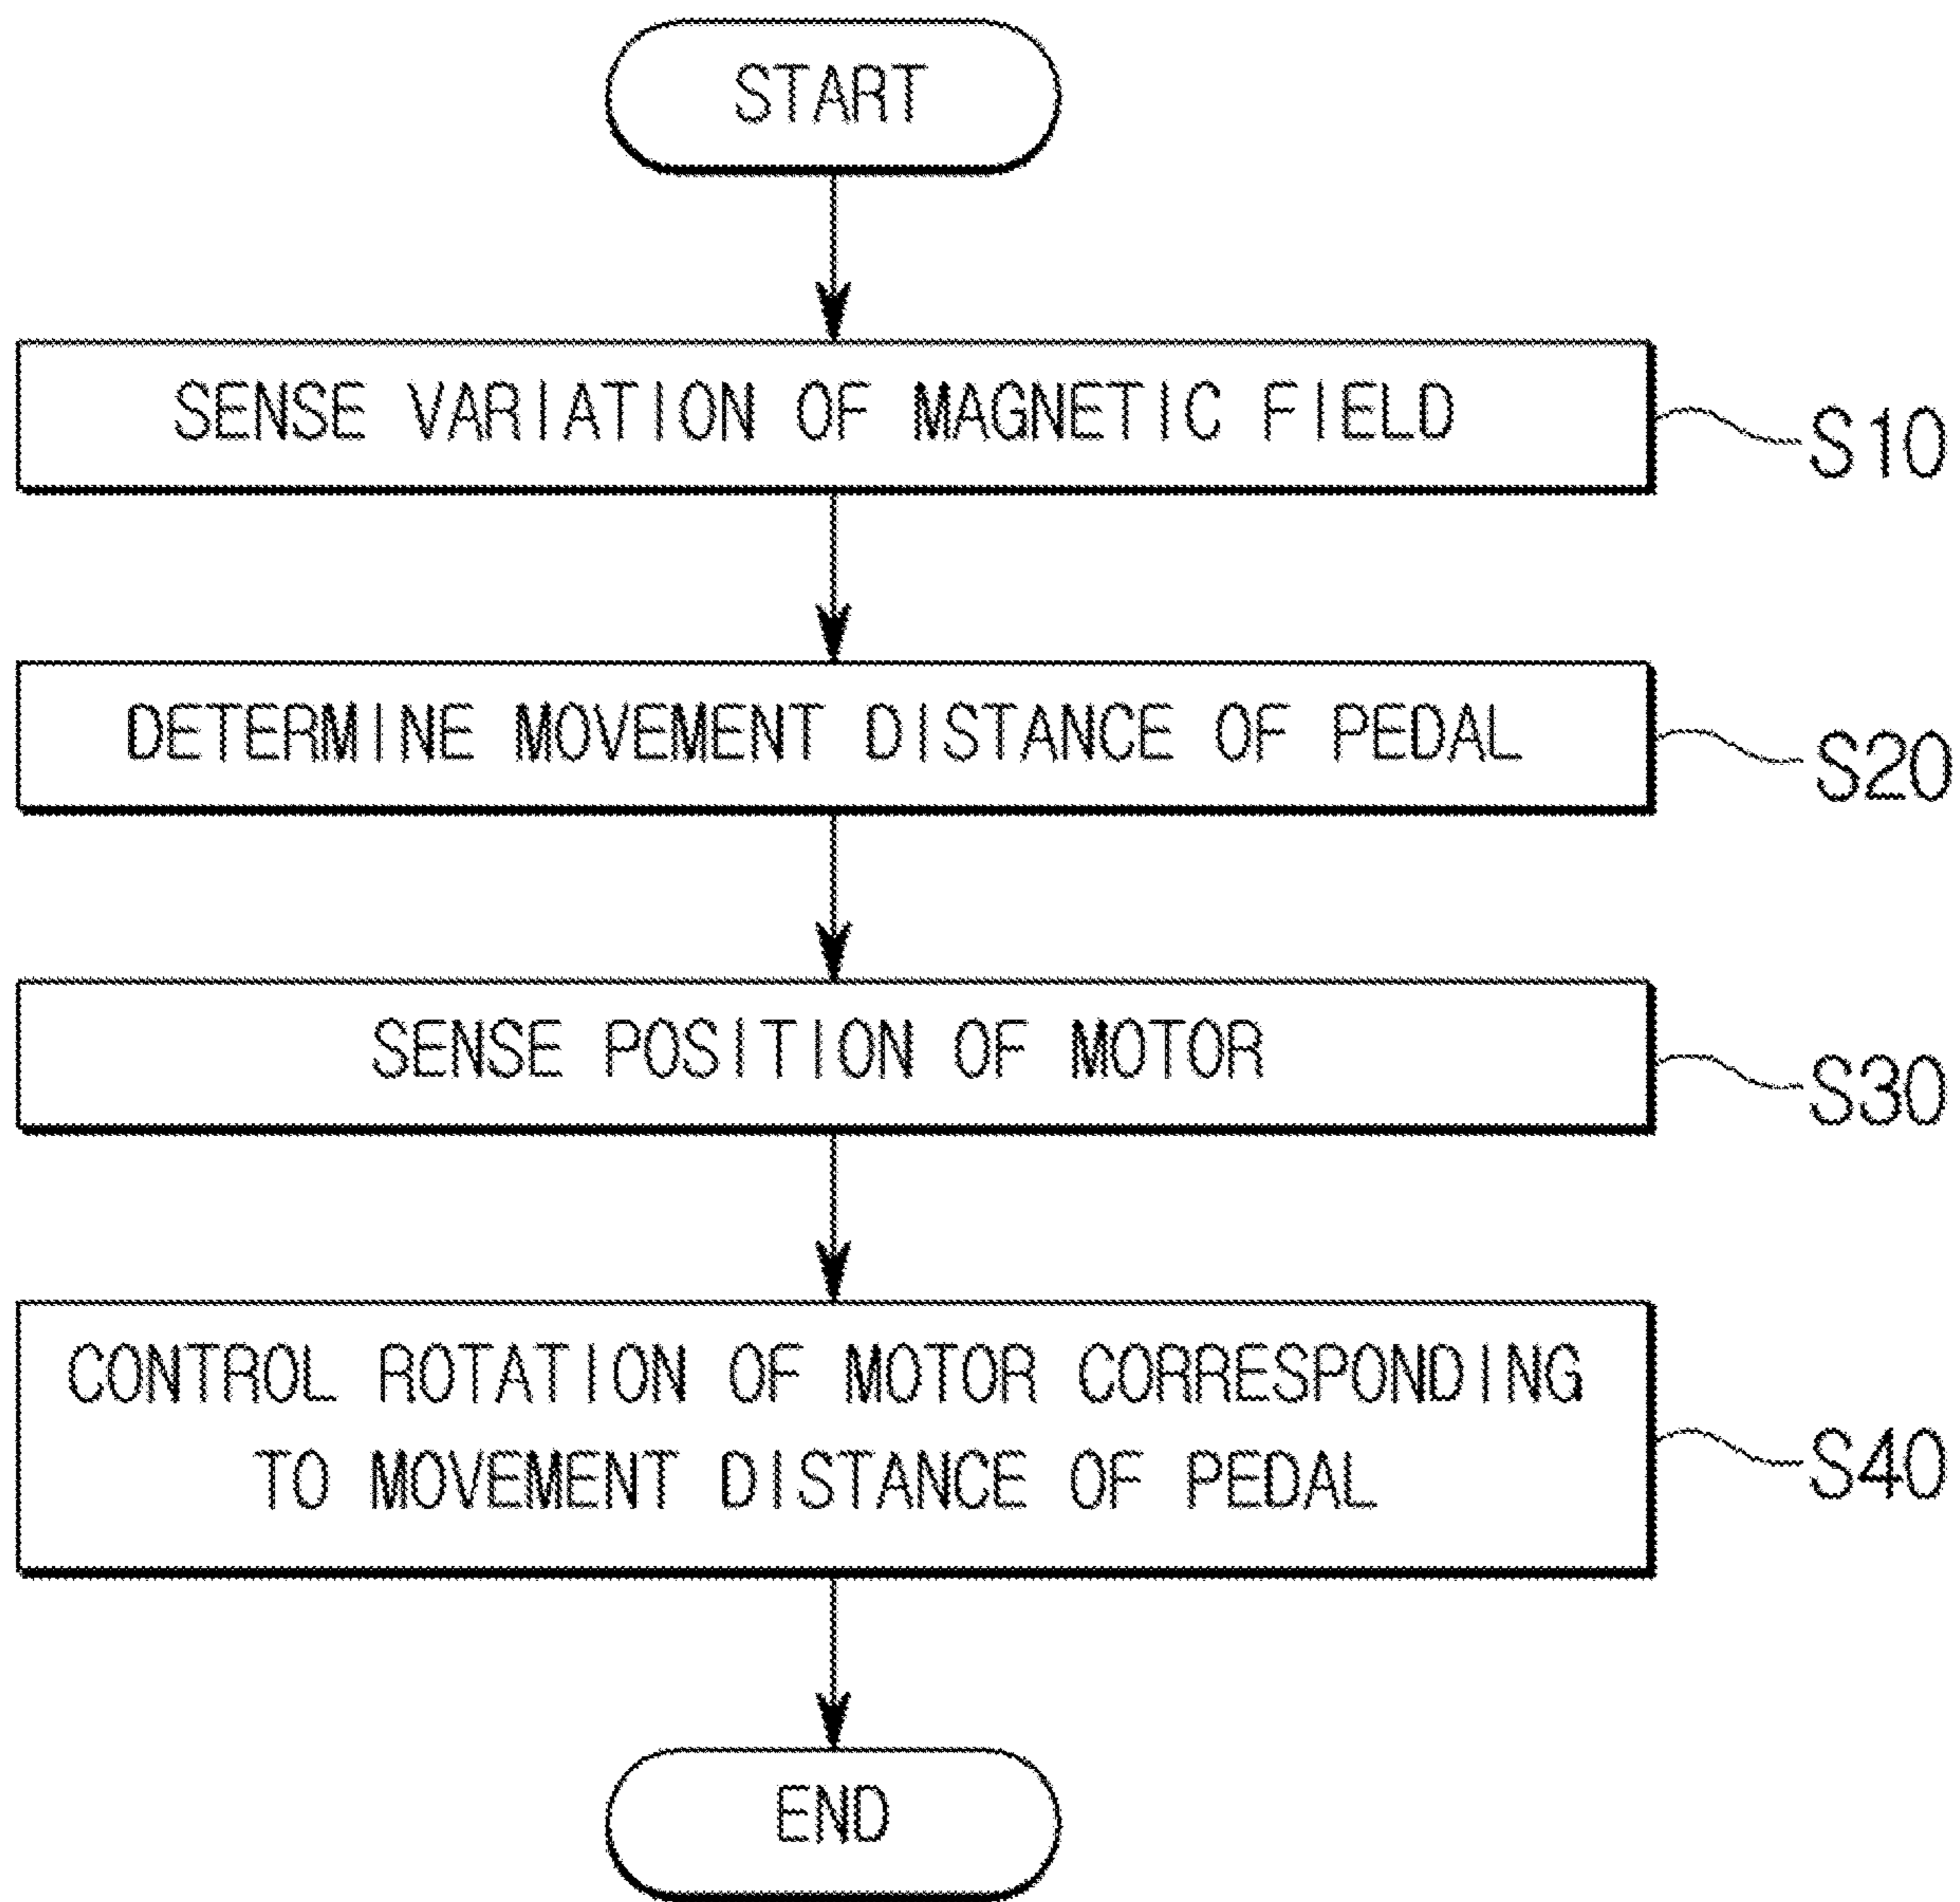 START
SENSE VARIATION OF MAGNETIC FIELD
S10
DETERMINE MOVEMENT DISTANCE OF PEDAL
S20
SENSE POSITION OF MOTOR
S30
CONTROL ROTATION OF MOTOR CORRESPONDING
TO MOVEMENT DISTANCE OF PEDAL
S40
END